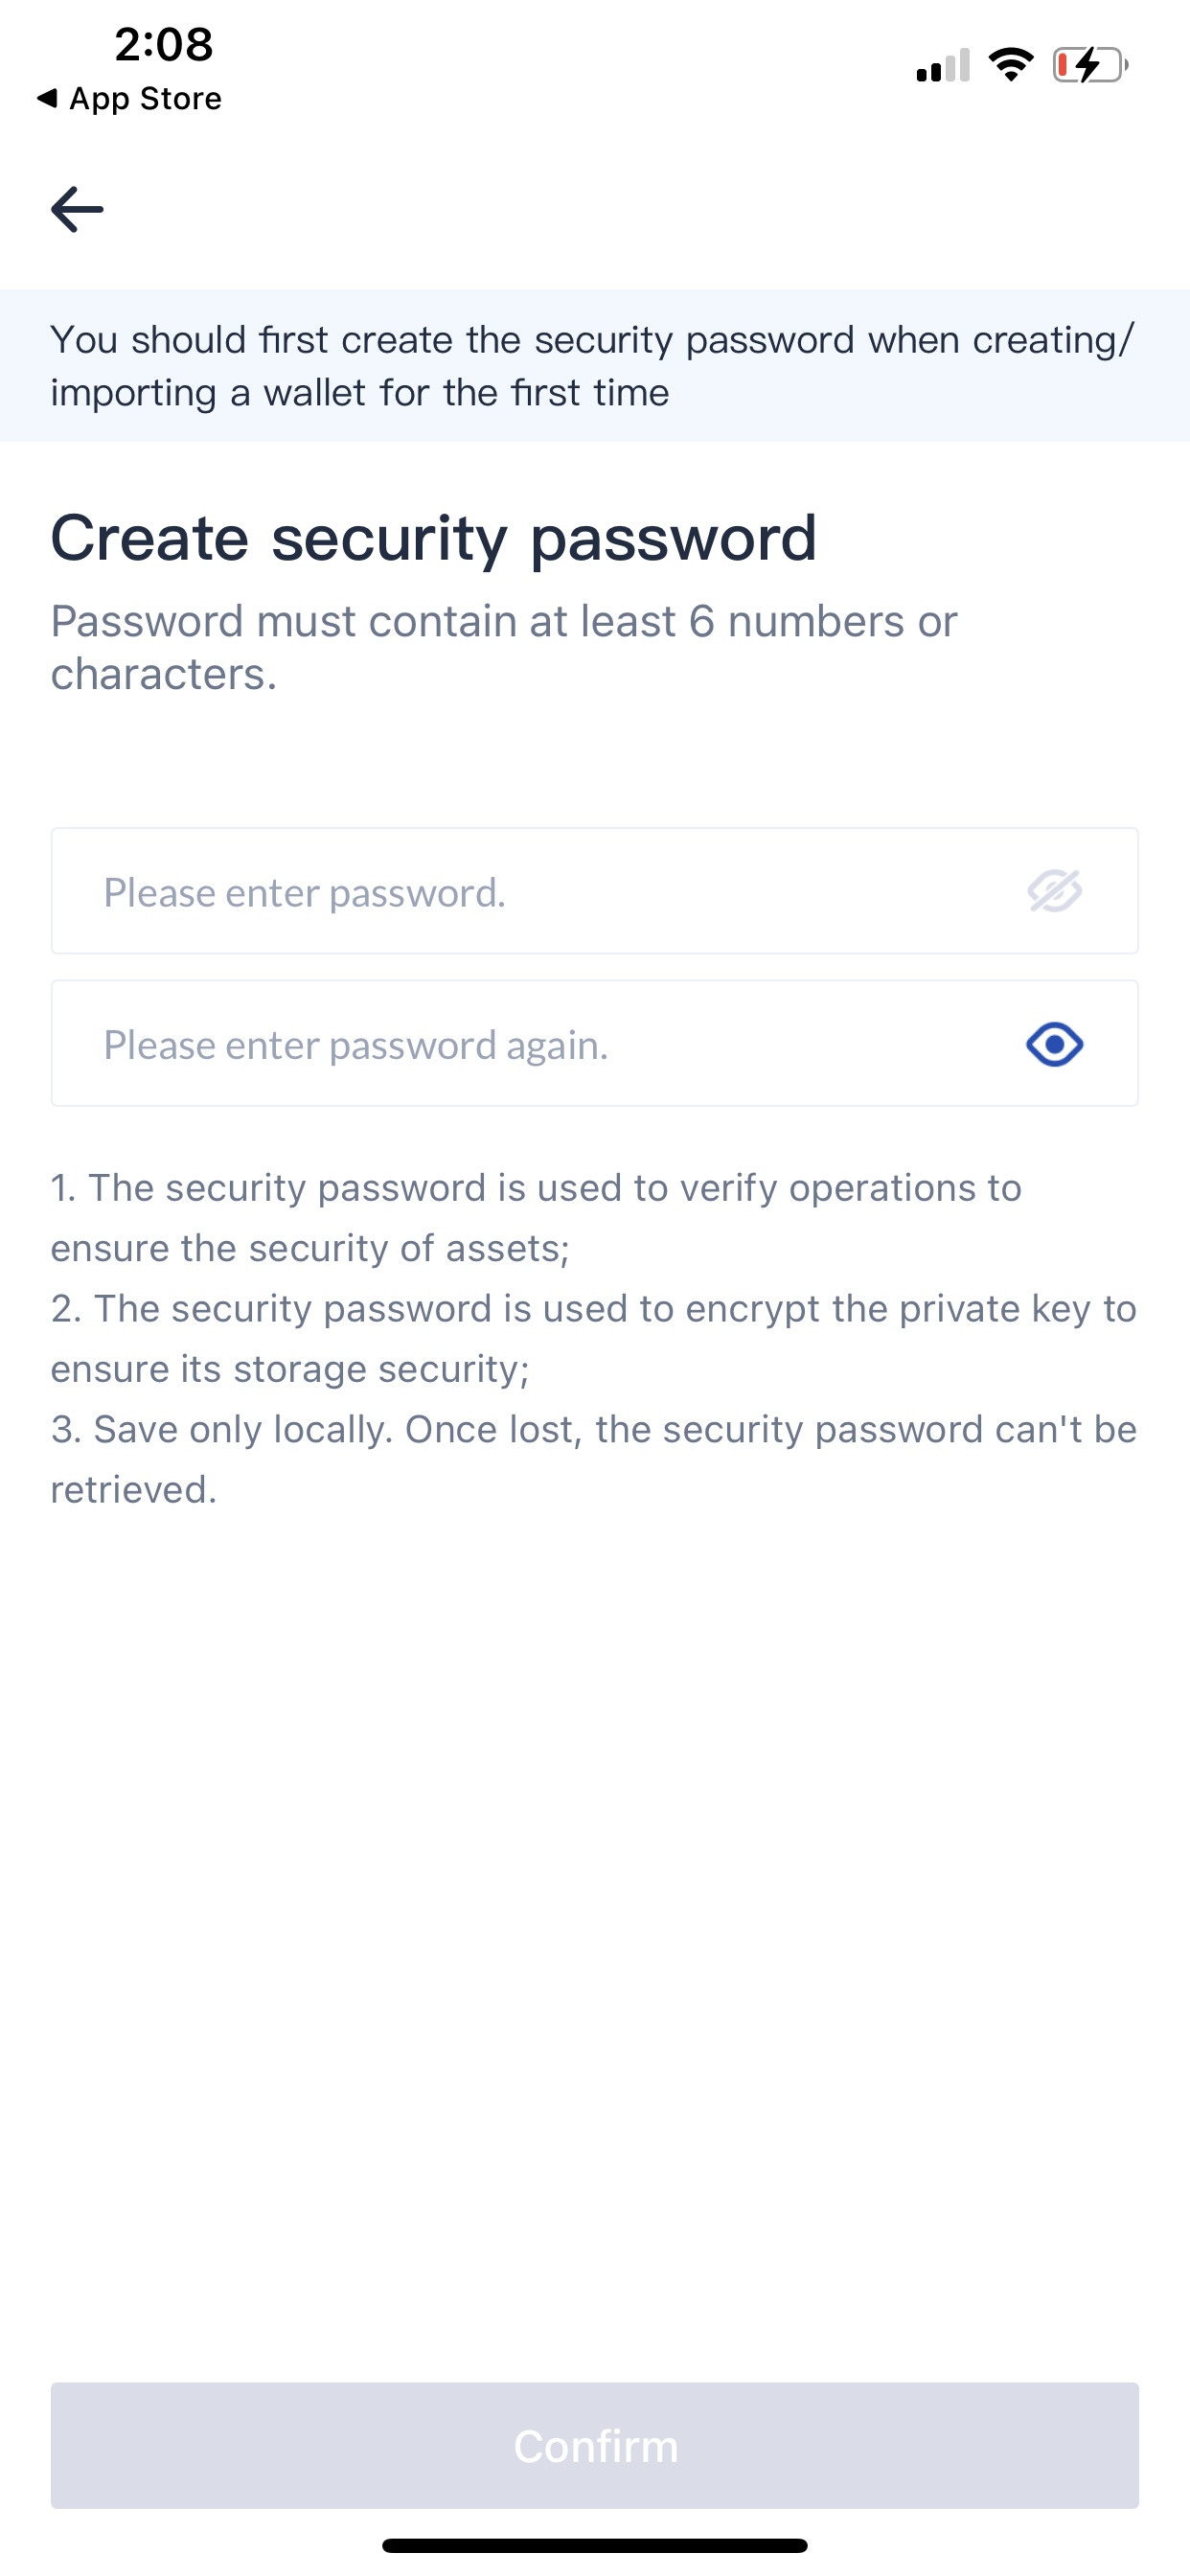 2:08
◀ App Store
You should first create the security password when creating/
importing a wallet for the first time
Create security password
Password must contain at least 6 numbers or
characters.
Please enter password.
Please enter password again.
1. The security password is used to verify operations to
ensure the security of assets;
2. The security password is used to encrypt the private key to
ensure its storage security;
3. Save only locally. Once lost, the security password can't be
retrieved.
Confirm